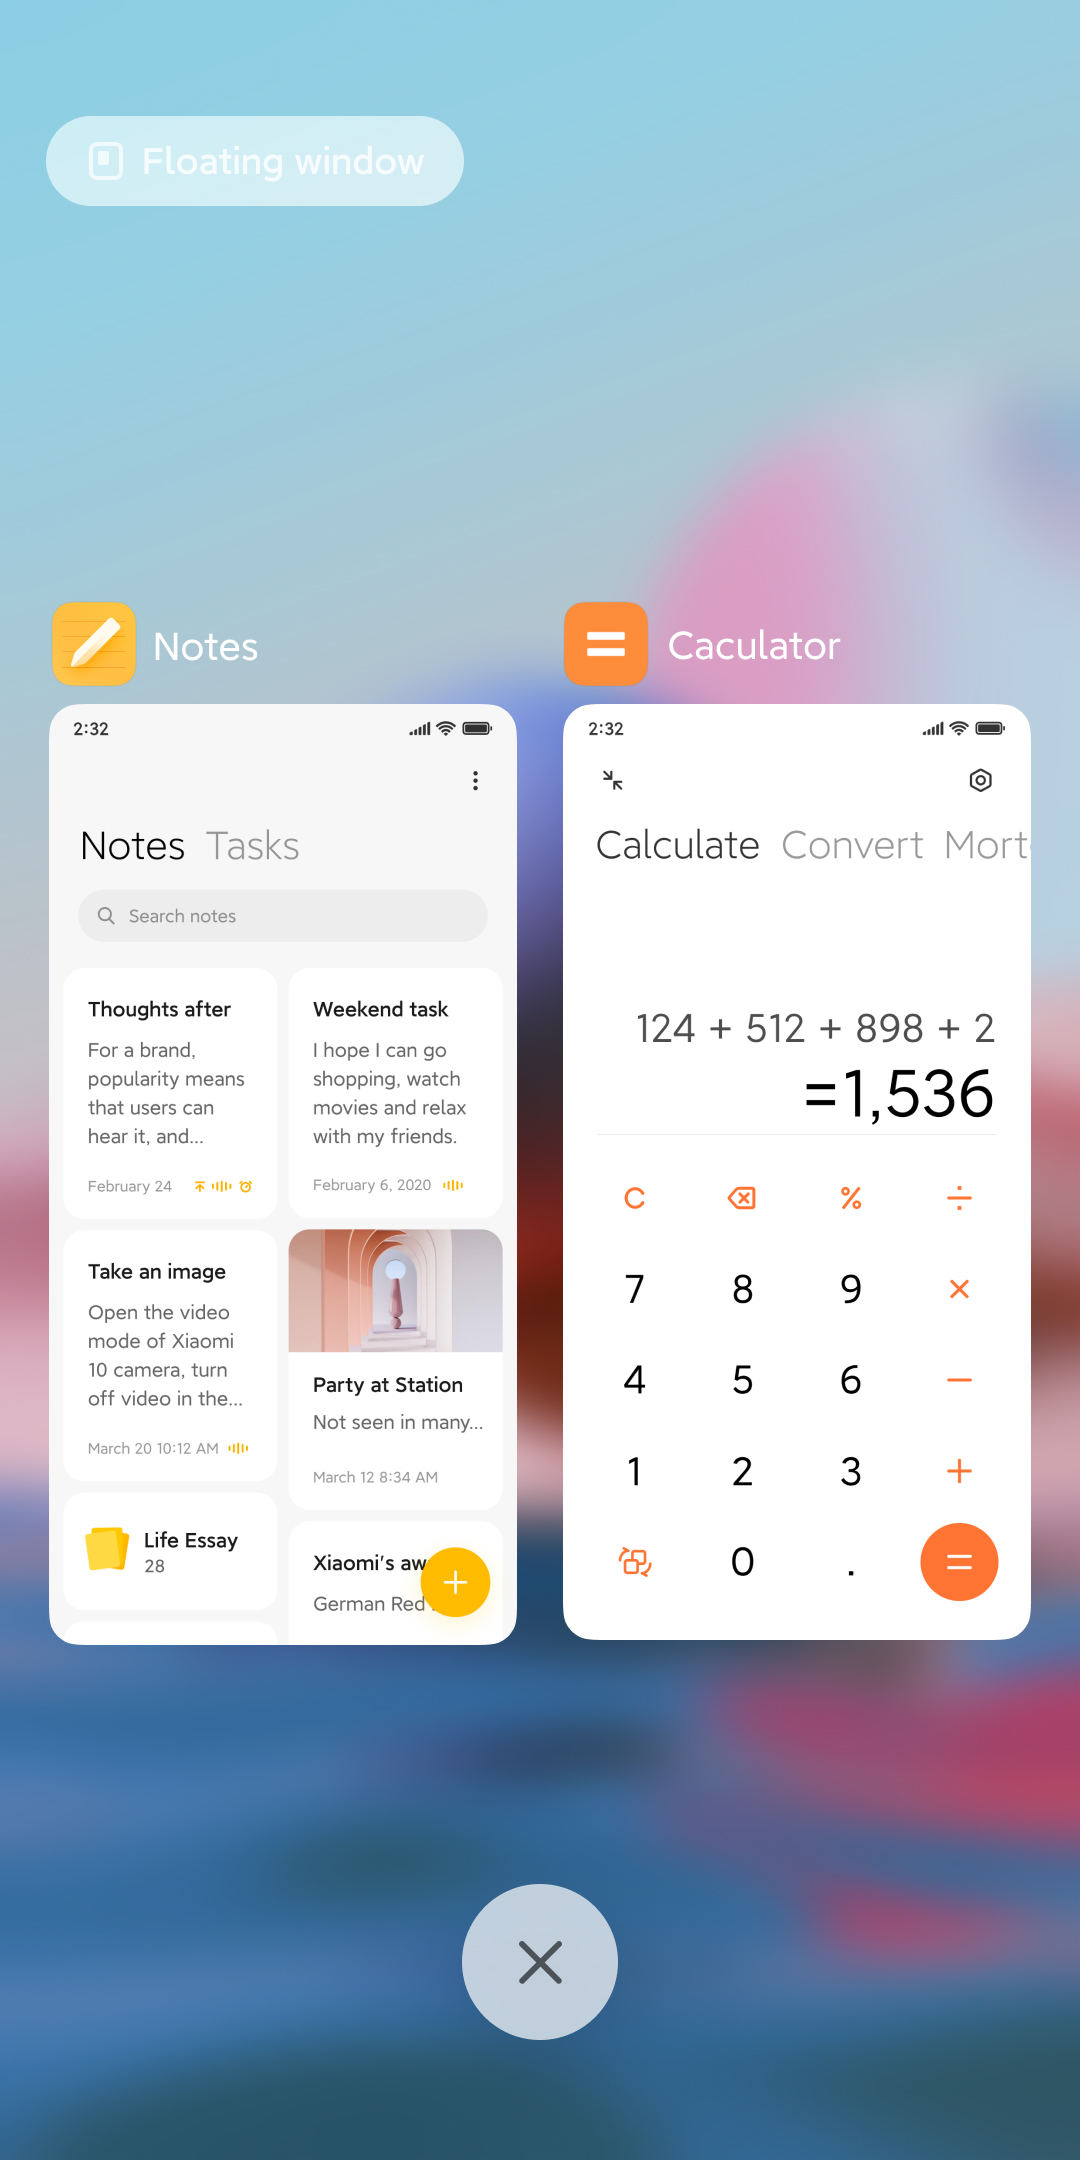 Floating window
Notes
2:32
Notes Tasks
Search notes
Thoughts after
For a brand,
popularity means
that users can
hear it, and...
February 24
Weekend task
I hope I can go
shopping, watch
movies and relax
with my friends.
February 6, 2020
Take an image
Open the video
mode of Xiaomi
10 camera, turn
off video in the...
March 20 10:12 AM
Party at Station
Not seen in many...
March 12 8:34 AM
Life Essay
28
Xiaomi's aw
German Red
Caculator
2:32
Calculate Convert Mort
124 + 512 + 898 + 2
=1,536
C % ÷
7 8 9 ×
4 5 6 −
1 2 3 +
0 . =